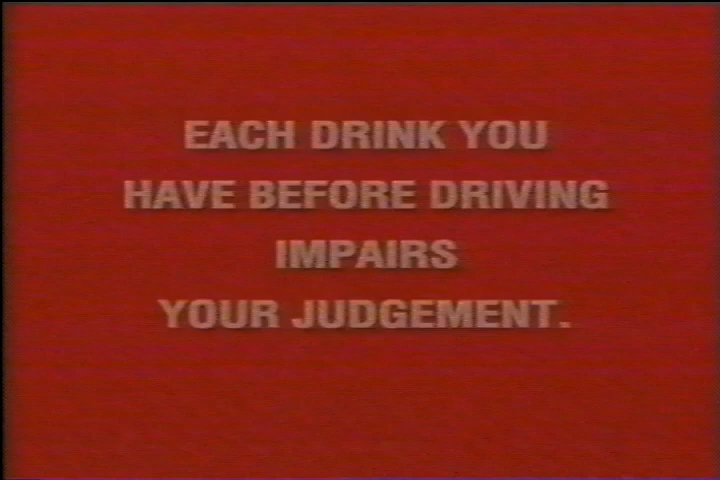 EACH DRINK YOU
HAVE BEFORE DRIVING
IMPAIRS
YOUR JUDGEMENT.